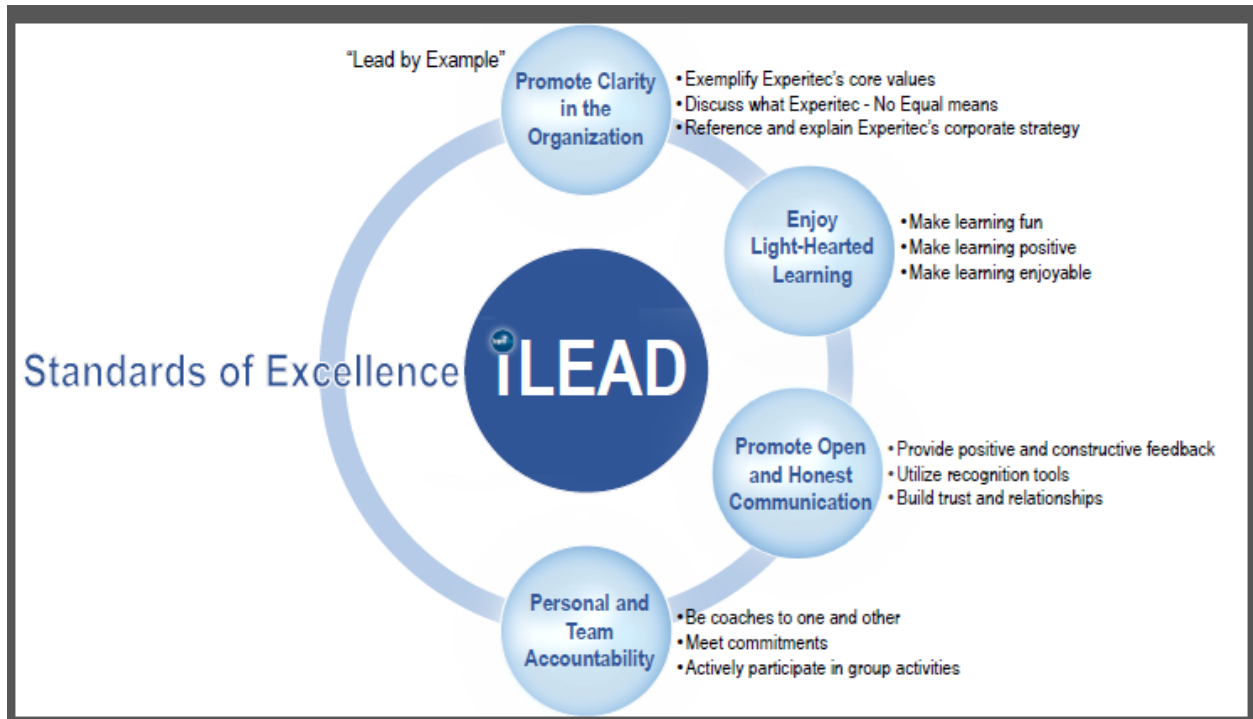 “Lead by Example”
Promote Clarity
in the
Organization
• Exemplify Experitec's core values
• Discuss what Experitec - No Equal means
• Reference and explain Experitec's corporate strategy
Enjoy
Light-Hearted
Learning
• Make learning fun
• Make learning positive
• Make learning enjoyable
Standards of Excellence
iLEAD
Promote Open
and Honest
Communication
• Provide positive and constructive feedback
• Utilize recognition tools
• Build trust and relationships
Personal and
Team
Accountability
• Be coaches to one and other
• Meet commitments
• Actively participate in group activities